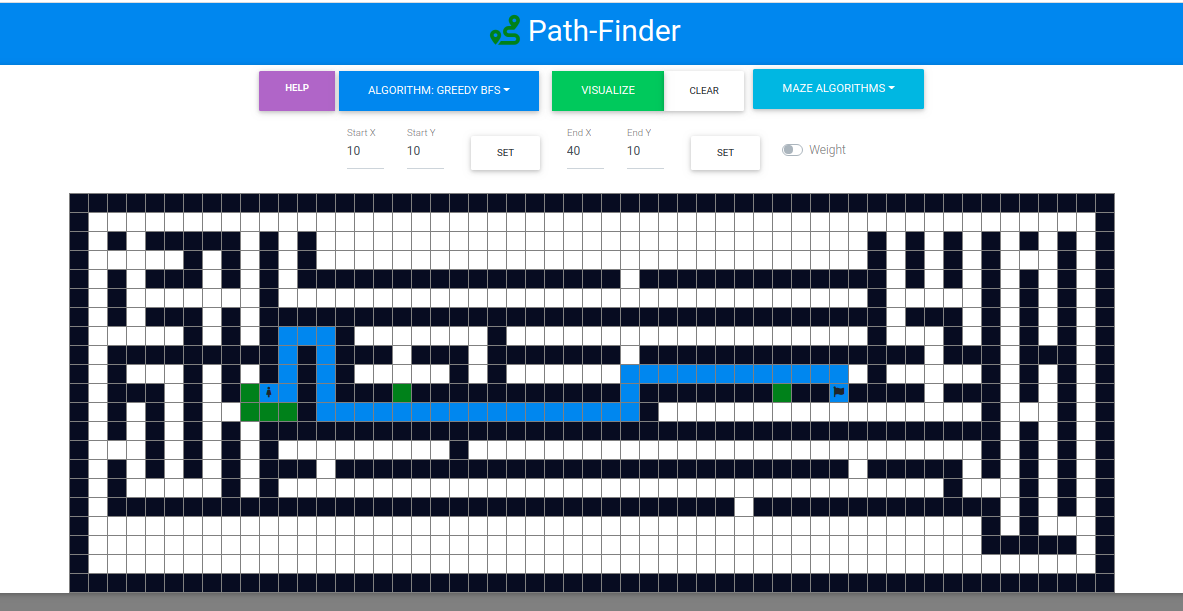 Path-Finder
HELP
ALGORITHM: GREEDY BFS
VISUALIZE
CLEAR
MAZE ALGORITHMS
Start X
Start Y
End X
End Y
10
10
SET
40
10
SET
Weight